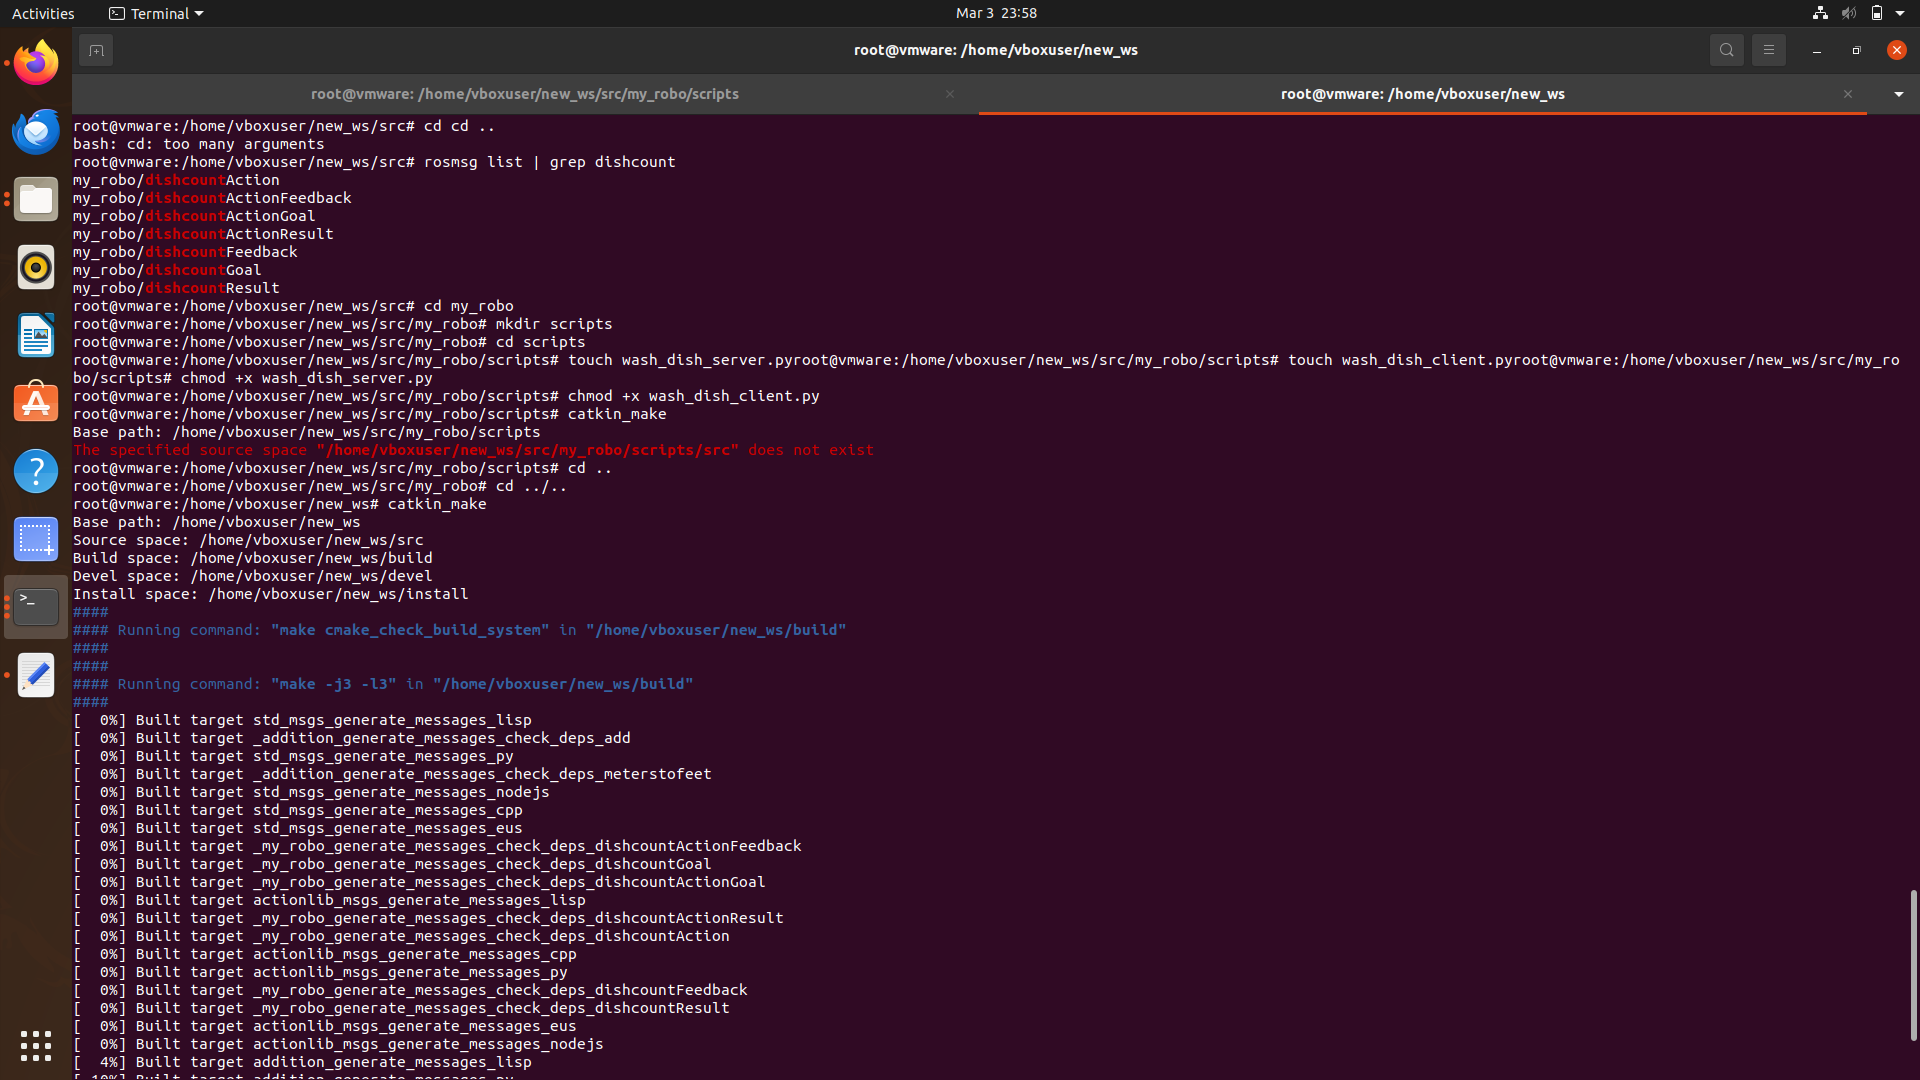 Activities
Terminal
Mar 3 23:58
root@vmware: /home/vboxuser/new_ws
root@vmware: /home/vboxuser/new_ws/src/my_robo/scripts
root@vmware: /home/vboxuser/new_ws
root@vmware:/home/vboxuser/new_ws/src# cd cd ..
bash: cd: too many arguments
root@vmware:/home/vboxuser/new_ws/src# rosmsg list | grep dishcount
my_robo/dishcountAction
my_robo/dishcountActionFeedback
my_robo/dishcountActionGoal
my_robo/dishcountActionResult
my_robo/dishcountFeedback
my_robo/dishcountGoal
my_robo/dishcountResult
root@vmware:/home/vboxuser/new_ws/src# cd my_robo
root@vmware:/home/vboxuser/new_ws/src/my_robo# mkdir scripts
root@vmware:/home/vboxuser/new_ws/src/my_robo# cd scripts
root@vmware:/home/vboxuser/new_ws/src/my_robo/scripts# touch wash_dish_server.pyroot@vmware:/home/vboxuser/new_ws/src/my_robo/scripts# touch wash_dish_client.pyroot@vmware:/home/vboxuser/new_ws/src/my_ro
bo/scripts# chmod +x wash_dish_server.py
root@vmware:/home/vboxuser/new_ws/src/my_robo/scripts# chmod +x wash_dish_client.py
root@vmware:/home/vboxuser/new_ws/src/my_robo/scripts# catkin_make
Base path: /home/vboxuser/new_ws/src/my_robo/scripts
The specified source space "/home/vboxuser/new_ws/src/my_robo/scripts/src" does not exist
root@vmware:/home/vboxuser/new_ws/src/my_robo/scripts# cd ..
root@vmware:/home/vboxuser/new_ws/src/my_robo# cd ../..
root@vmware:/home/vboxuser/new_ws# catkin_make
Base path: /home/vboxuser/new_ws
Source space: /home/vboxuser/new_ws/src
Build space: /home/vboxuser/new_ws/build
Devel space: /home/vboxuser/new_ws/devel
Install space: /home/vboxuser/new_ws/install
####
#### Running command: "make cmake_check_build_system" in "/home/vboxuser/new_ws/build"
####
####
#### Running command: "make -j3 -l3" in "/home/vboxuser/new_ws/build"
####
[  0%] Built target std_msgs_generate_messages_lisp
[  0%] Built target _addition_generate_messages_check_deps_add
[  0%] Built target std_msgs_generate_messages_py
[  0%] Built target _addition_generate_messages_check_deps_meterstofeet
[  0%] Built target std_msgs_generate_messages_nodejs
[  0%] Built target std_msgs_generate_messages_cpp
[  0%] Built target std_msgs_generate_messages_eus
[  0%] Built target _my_robo_generate_messages_check_deps_dishcountActionFeedback
[  0%] Built target _my_robo_generate_messages_check_deps_dishcountGoal
[  0%] Built target _my_robo_generate_messages_check_deps_dishcountActionGoal
[  0%] Built target actionlib_msgs_generate_messages_lisp
[  0%] Built target _my_robo_generate_messages_check_deps_dishcountActionResult
[  0%] Built target _my_robo_generate_messages_check_deps_dishcountAction
[  0%] Built target actionlib_msgs_generate_messages_cpp
[  0%] Built target actionlib_msgs_generate_messages_py
[  0%] Built target _my_robo_generate_messages_check_deps_dishcountFeedback
[  0%] Built target _my_robo_generate_messages_check_deps_dishcountResult
[  0%] Built target actionlib_msgs_generate_messages_eus
[  0%] Built target actionlib_msgs_generate_messages_nodejs
[  4%] Built target addition_generate_messages_lisp
[ 10%] Built target addition_generate_messages_py